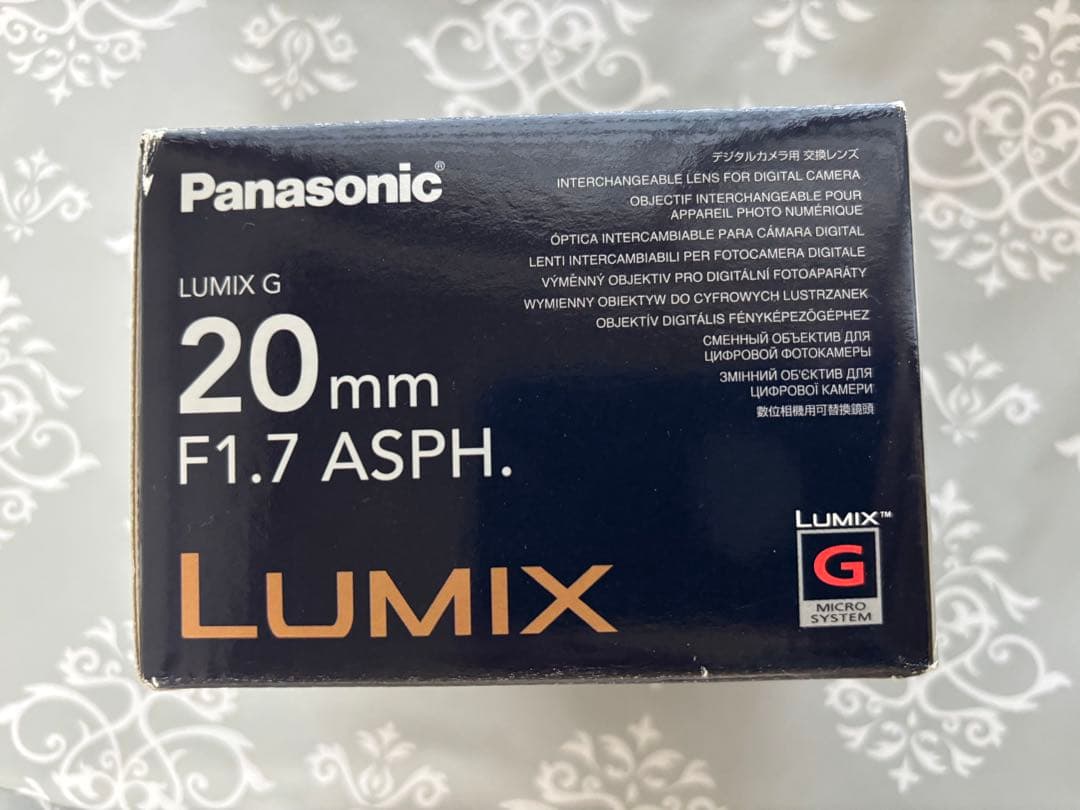 Panasonic®
LUMIX G
20mm
F1.7 ASPH.
LUMIX
デジタルカメラ用 交換レンズ
INTERCHANGEABLE LENS FOR DIGITAL CAMERA
OBJECTIF INTERCHANGEABLE POUR
APPAREIL PHOTO NUMÉRIQUE
ÓPTICA INTERCAMBIABLE PARA CÁMARA DIGITAL
LENTI INTERCAMBIABILI PER FOTOCAMERA DIGITALE
VÝMĚNNÝ OBJEKTIV PRO DIGITÁLNÍ FOTOAPARÁTY
WYMIENNY OBIEKTYW DO CYFROWYCH LUSTRZANEK
OBJEKTÍV DIGITÁLIS FÉNYKÉPEZŐGÉPHEZ
СМЕННЫЙ ОБЪЕКТИВ ДЛЯ
ЦИФРОВОЙ ФОТОКАМЕРЫ
ЗМІННИЙ ОБ'ЄКТИВ ДЛЯ
ЦИФРОВОЇ КАМЕРИ
數位相機用可替換鏡頭
LUMIX™
G
MICRO
SYSTEM